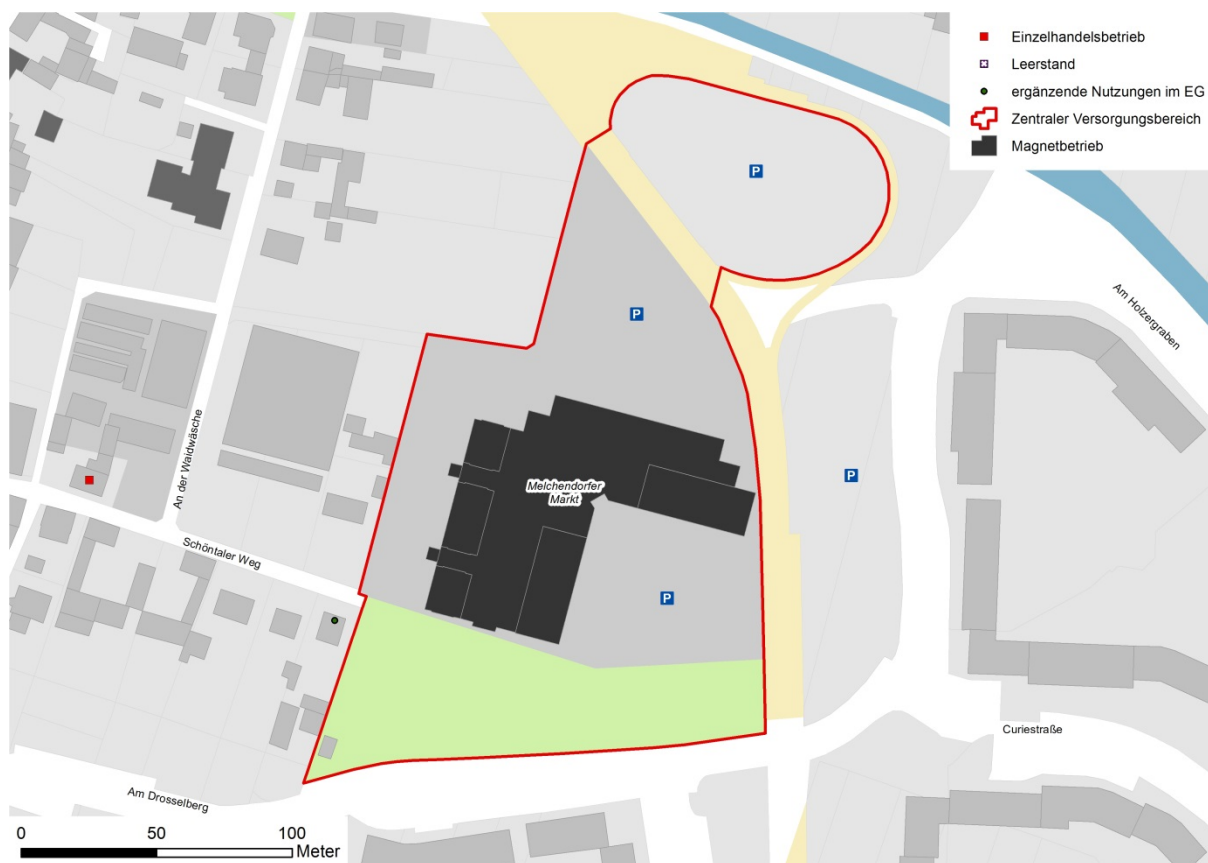 Einzelhandelsbetrieb
Leerstand
ergänzende Nutzungen im EG
Zentraler Versorgungsbereich
Magnetbetrieb
P
Am Holzergraben
P
An der Waidwäsche
P
Melchendorfer
Markt
Schöntaler Weg
P
Curiestraße
Am Drosselberg
0 50 100
Meter